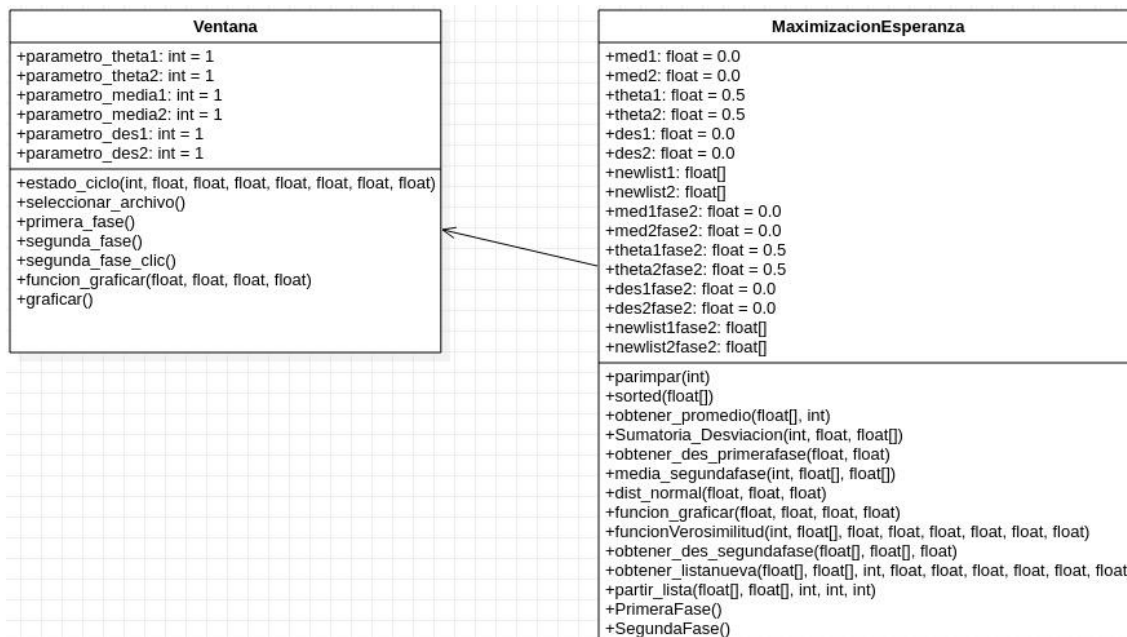 Ventana
+parametro_theta1: int = 1
+parametro_theta2: int = 1
+parametro_media1: int = 1
+parametro_media2: int = 1
+parametro_des1: int = 1
+parametro_des2: int = 1
+estado_ciclo(int, float, float, float, float, float, float, float)
+seleccionar_archivo()
+primera_fase()
+segunda_fase()
+segunda_fase_clic()
+funcion_graficar(float, float, float, float)
+graficar()
MaximizacionEsperanza
+med1: float = 0.0
+med2: float = 0.0
+theta1: float = 0.5
+theta2: float = 0.5
+des1: float = 0.0
+des2: float = 0.0
+newlist1: float[]
+newlist2: float[]
+med1fase2: float = 0.0
+med2fase2: float = 0.0
+theta1fase2: float = 0.5
+theta2fase2: float = 0.5
+des1fase2: float = 0.0
+des2fase2: float = 0.0
+newlist1fase2: float[]
+newlist2fase2: float[]
+parimpar(int)
+sorted(float[])
+obtener_promedio(float[], int)
+Sumatoria_Desviacion(int, float, float[])
+obtener_des_primerafase(float, float)
+media_segundafase(int, float[], float[])
+dist_normal(float, float, float)
+funcion_graficar(float, float, float, float)
+funcionVerosimilitud(int, float[], float, float, float, float, float, float)
+obtener_des_segundafase(float[], float[], float)
+obtener_listanueva(float[], float[], int, float, float, float, float, float, float
+partir_lista(float[], float[], int, int, int)
+PrimeraFase()
+SegundaFase()